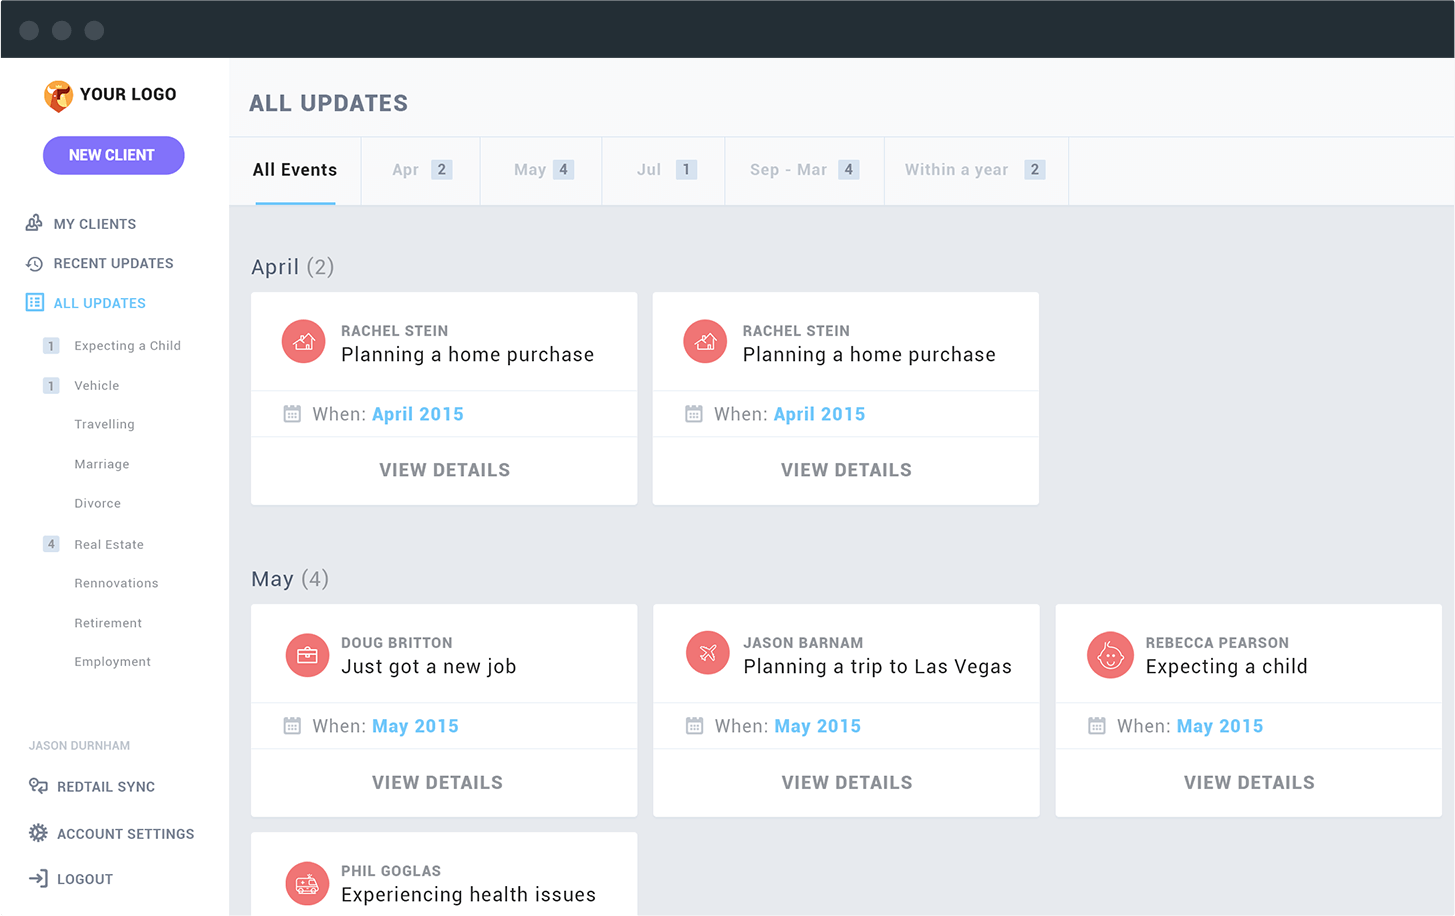 YOUR LOGO
NEW CLIENT
MY CLIENTS
RECENT UPDATES
ALL UPDATES
1 Expecting a Child
1 Vehicle
Travelling
Marriage
Divorce
4 Real Estate
Rennovations
Retirement
Employment
JASON DURNHAM
REDTAIL SYNC
ACCOUNT SETTINGS
LOGOUT
ALL UPDATES
All Events Apr 2 May 4 Jul 1 Sep - Mar 4 Within a year 2
April (2)
RACHEL STEIN
Planning a home purchase
When: April 2015
VIEW DETAILS
RACHEL STEIN
Planning a home purchase
When: April 2015
VIEW DETAILS
May (4)
DOUG BRITTON
Just got a new job
When: May 2015
VIEW DETAILS
JASON BARNAM
Planning a trip to Las Vegas
When: May 2015
VIEW DETAILS
REBECCA PEARSON
Expecting a child
When: May 2015
VIEW DETAILS
PHIL GOGLAS
Experiencing health issues